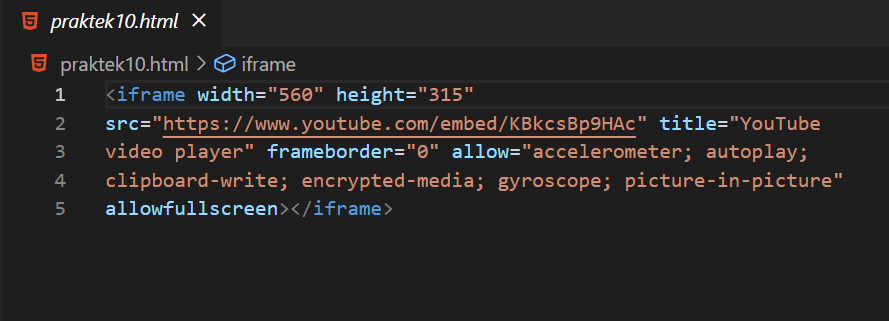 praktek10.html
praktek10.html > iframe
1 <iframe width="560" height="315"
2 src="https://www.youtube.com/embed/KBkcsBp9HAc" title="YouTube
3 video player" frameborder="0" allow="accelerometer; autoplay;
4 clipboard-write; encrypted-media; gyroscope; picture-in-picture"
5 allowfullscreen></iframe>